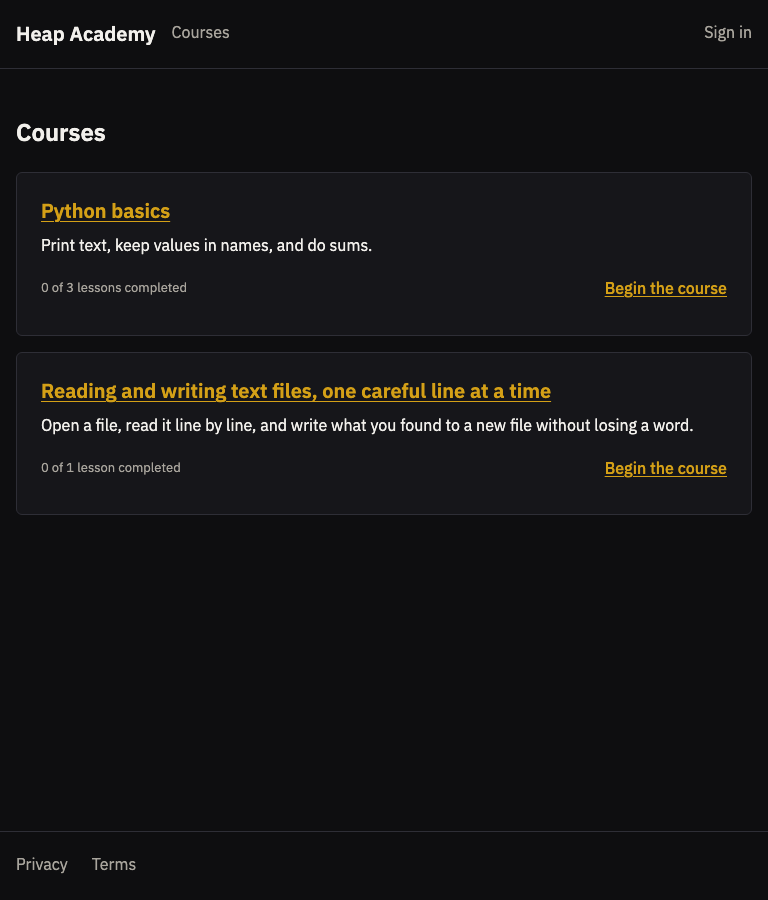 Heap Academy Courses Sign in
Courses
Python basics
Print text, keep values in names, and do sums.
0 of 3 lessons completed Begin the course
Reading and writing text files, one careful line at a time
Open a file, read it line by line, and write what you found to a new file without losing a word.
0 of 1 lesson completed Begin the course
Privacy Terms